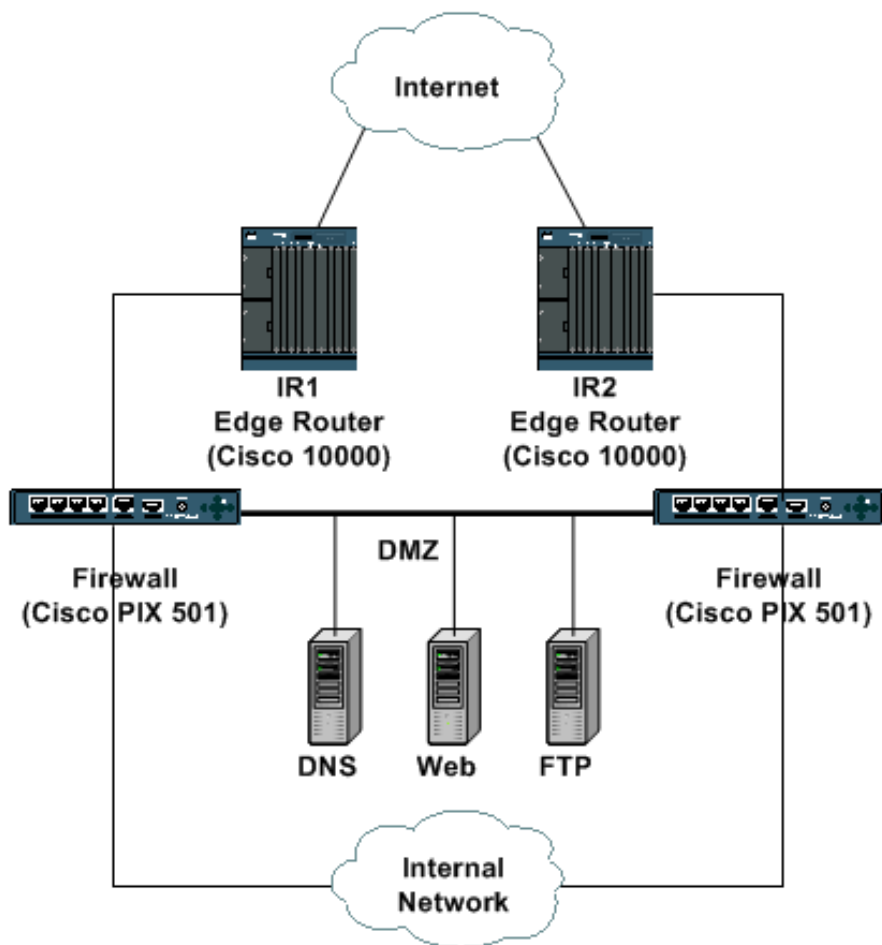 Internet
IR1
Edge Router
(Cisco 10000)
IR2
Edge Router
(Cisco 10000)
DMZ
Firewall
(Cisco PIX 501)
Firewall
(Cisco PIX 501)
DNS
Web
FTP
Internal
Network